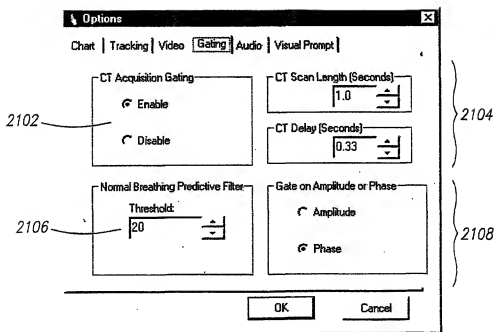 Options
Chart Tracking Video Gating Audio Visual Prompt
CT Acquisition Gating
Enable
Disable
2102
CT Scan Length (Seconds)
1.0
CT Delay (Seconds)
0.33
2104
Normal Breathing Predictive Filter
Threshold:
20
2106
Gate on Amplitude or Phase
Amplitude
Phase
2108
OK Cancel